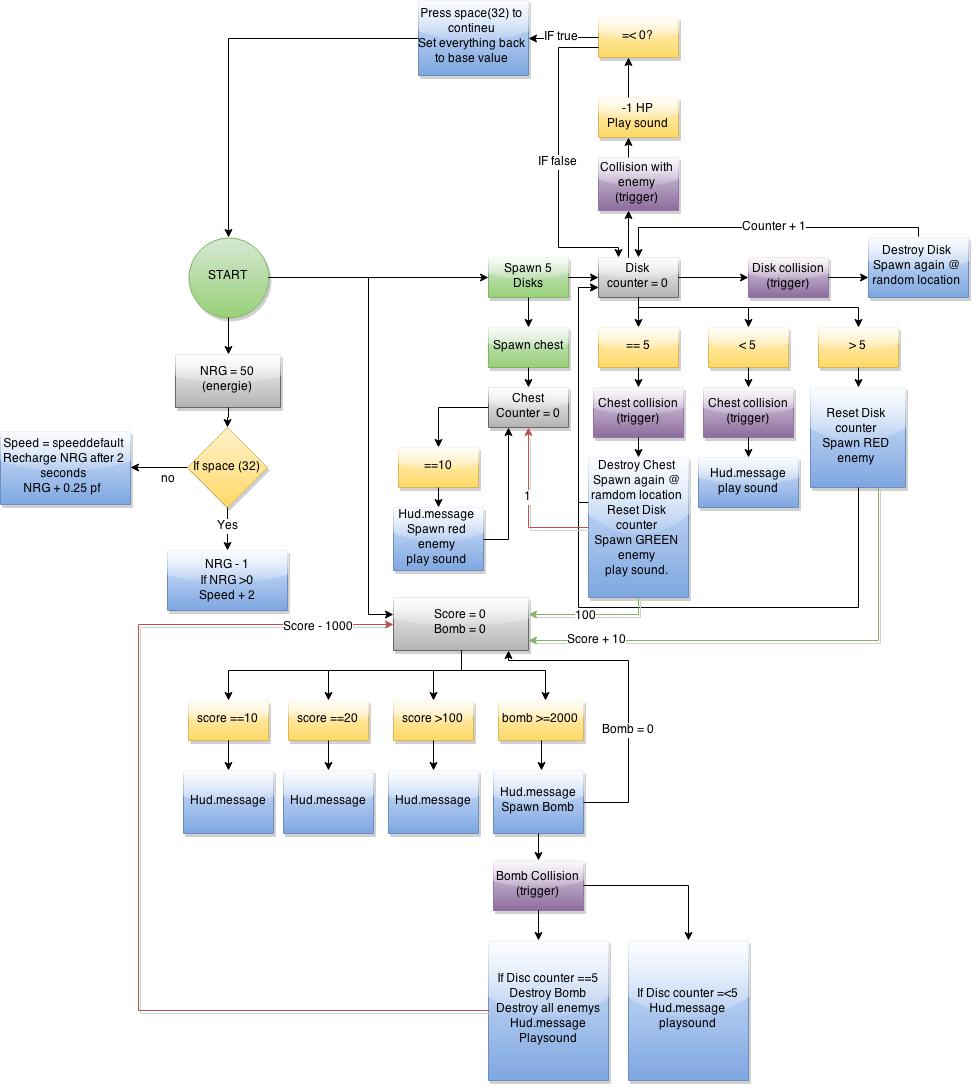 Press space(32) to
contineu
Set everything back
to base value
IF true
=< 0?
-1 HP
Play sound
IF false
Collision with
enemy
(trigger)
Counter + 1
START
Spawn 5
Disks
Disk
counter = 0
Disk collision
(trigger)
Destroy Disk
Spawn again @
random location
Spawn chest
== 5
< 5
> 5
NRG = 50
(energie)
Chest
Counter = 0
Chest collision
(trigger)
Chest collision
(trigger)
Reset Disk
counter
Spawn RED
enemy
Speed = speeddefault
Recharge NRG after 2
seconds
NRG + 0.25 pf
no
If space (32)
==10
Destroy Chest
Spawn again @
ramdom location
Reset Disk
counter
Spawn GREEN
enemy
play sound.
Hud.message
play sound
1
Hud.message
Spawn red
enemy
play sound
Yes
NRG - 1
If NRG >0
Speed + 2
Score - 1000
Score = 0
Bomb = 0
100
Score + 10
score ==10
score ==20
score >100
bomb >=2000
Bomb = 0
Hud.message
Hud.message
Hud.message
Hud.message
Spawn Bomb
Bomb Collision
(trigger)
If Disc counter ==5
Destroy Bomb
Destroy all enemys
Hud.message
Playsound
If Disc counter =<5
Hud.message
playsound